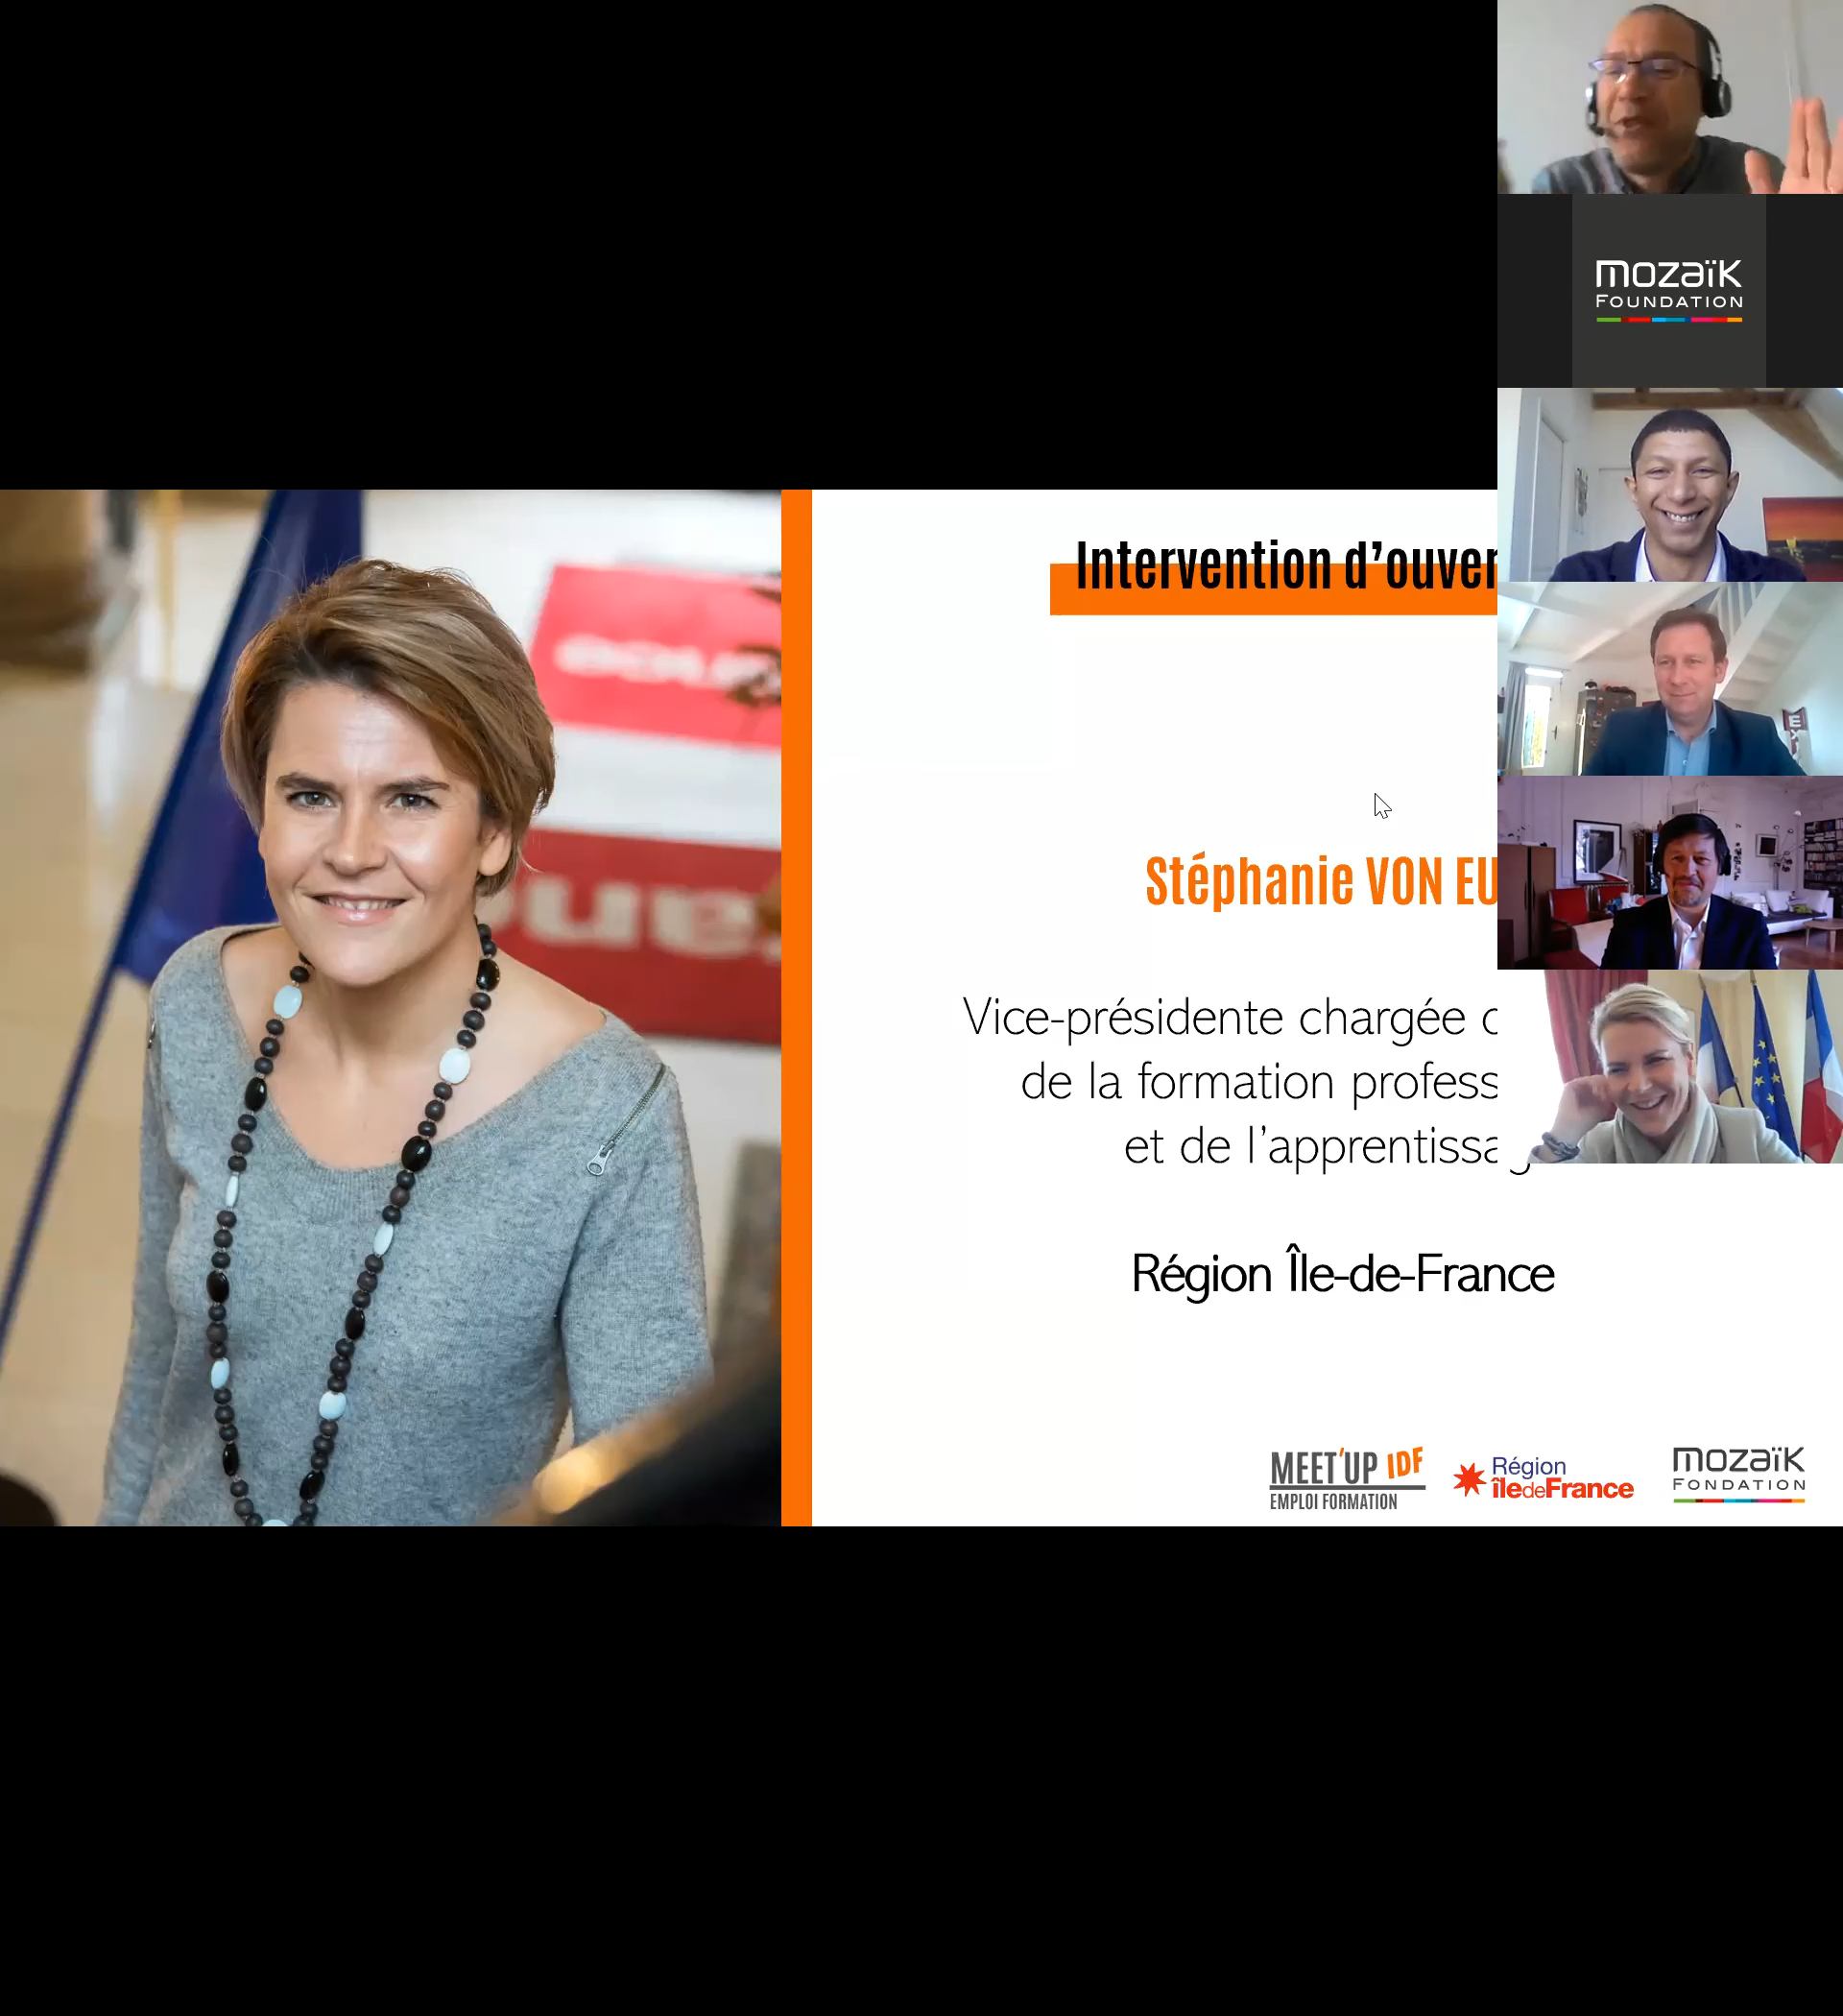 Intervention d’ouver
Stéphanie VON EU
Vice-présidente chargée
de la formation profess
et de l’apprentissag
Région Île-de-France
MEET'UP IDF
EMPLOI FORMATION
Région
îledeFrance
mozaïk
FONDATION
mozaïk
FOUNDATION